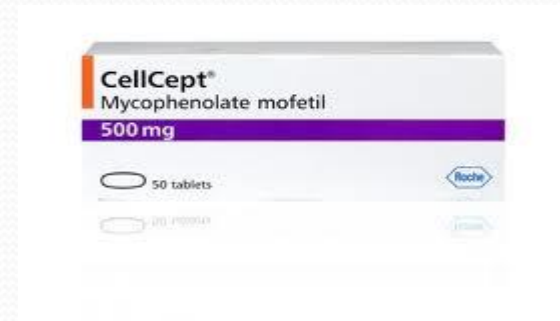 CellCept®
Mycophenolate mofetil
500 mg
50 tablets
Roche